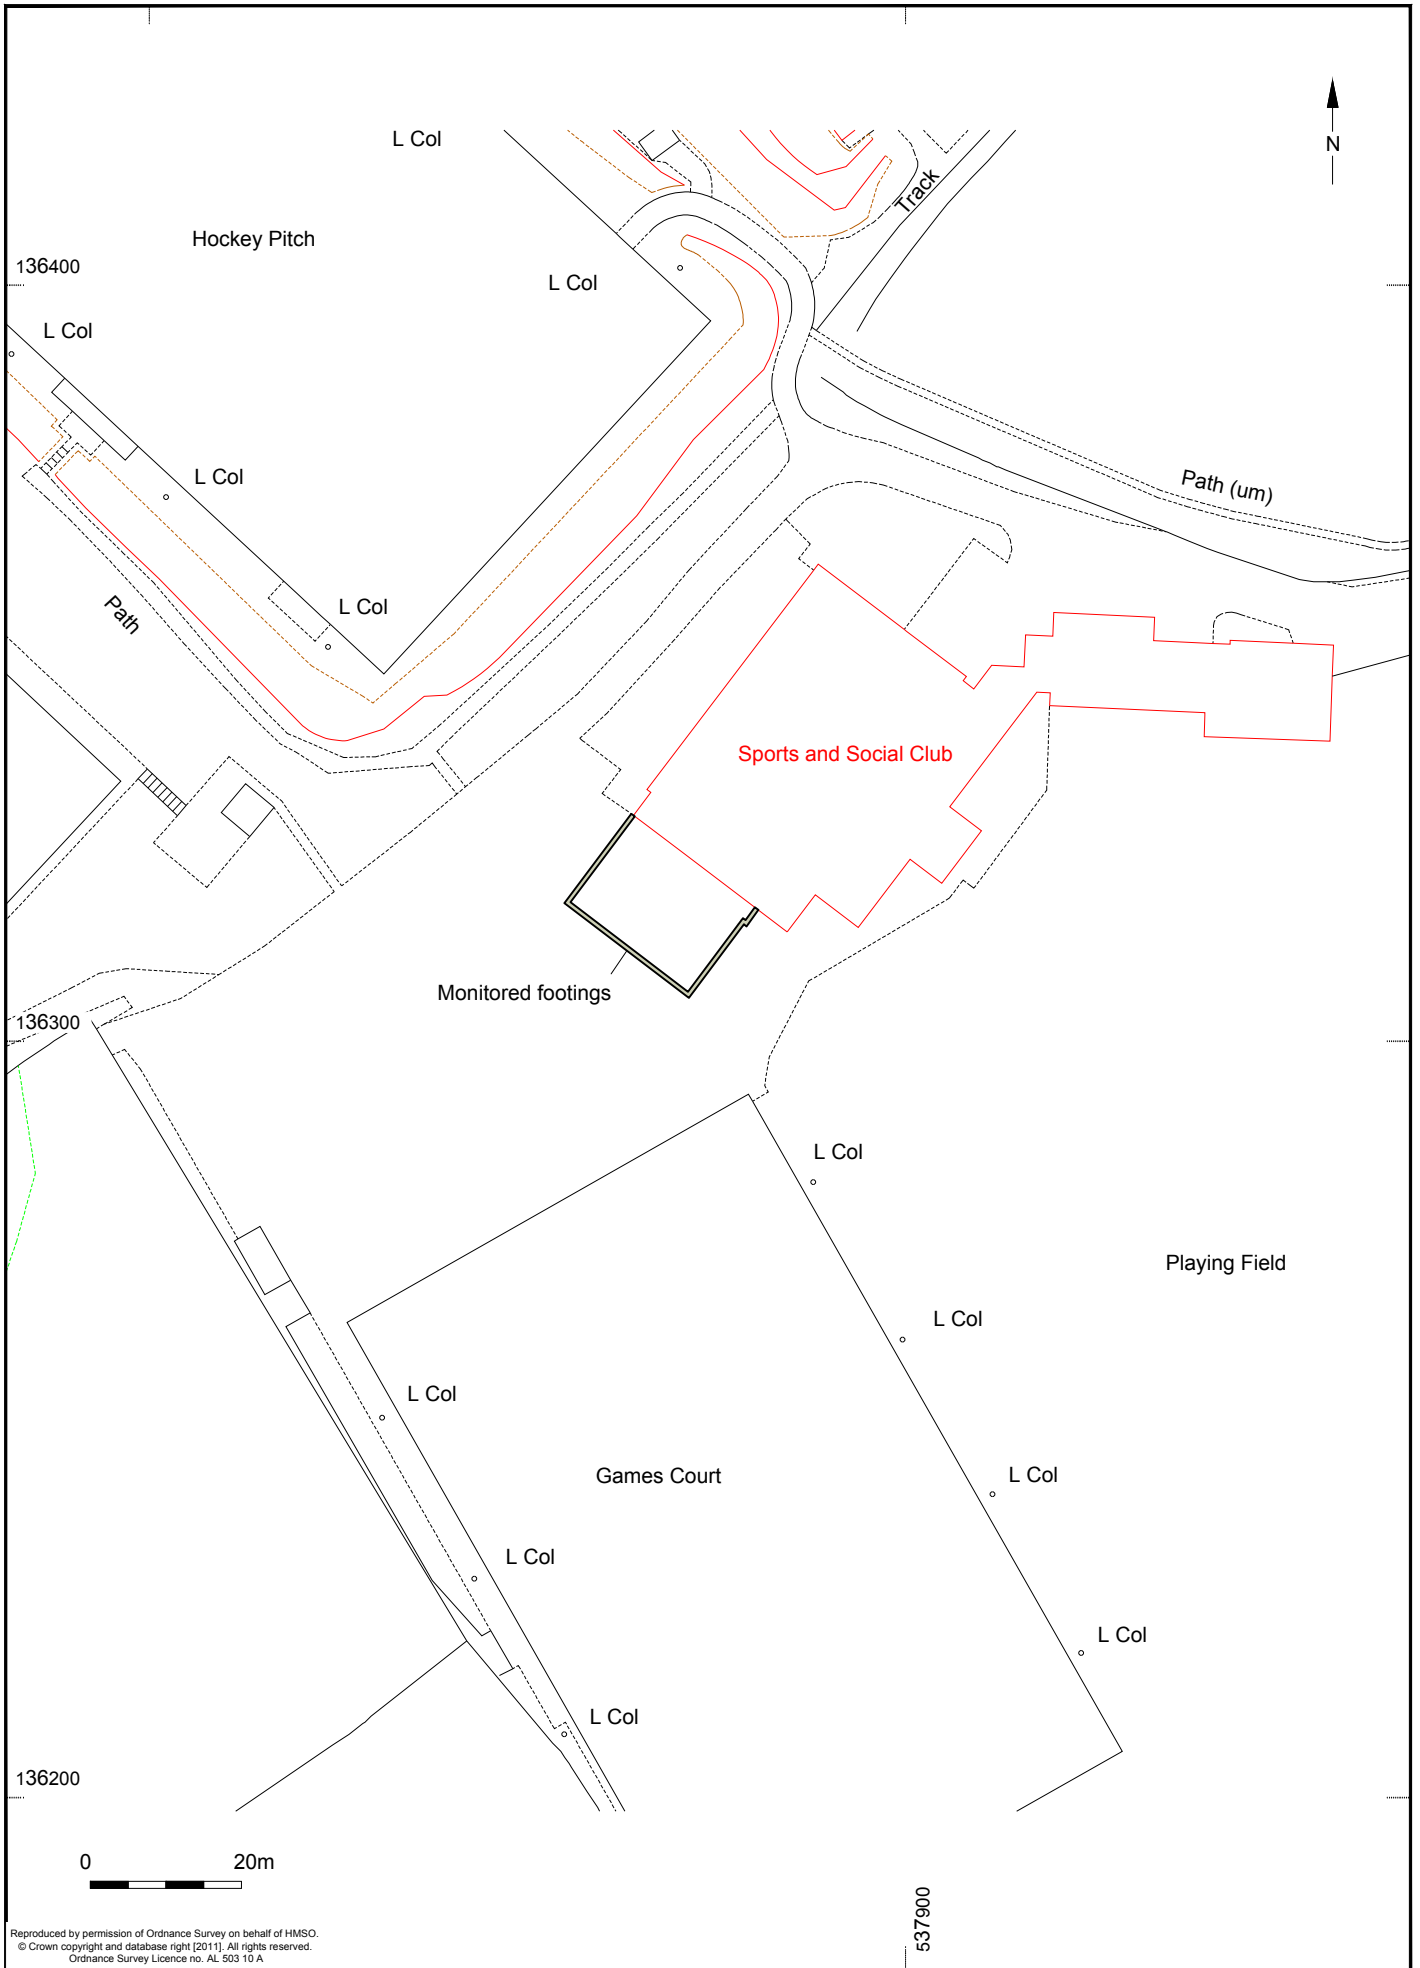 L Col
N
Track
Hockey Pitch
136400
L Col
L Col
L Col
Path (um)
Path
L Col
Sports and Social Club
Monitored footings
136300
L Col
Playing Field
L Col
L Col
Games Court
L Col
L Col
L Col
L Col
136200
0 20m
537900
Reproduced by permission of Ordnance Survey on behalf of HMSO.
© Crown copyright and database right [2011]. All rights reserved.
Ordnance Survey Licence no. AL 503 10 A